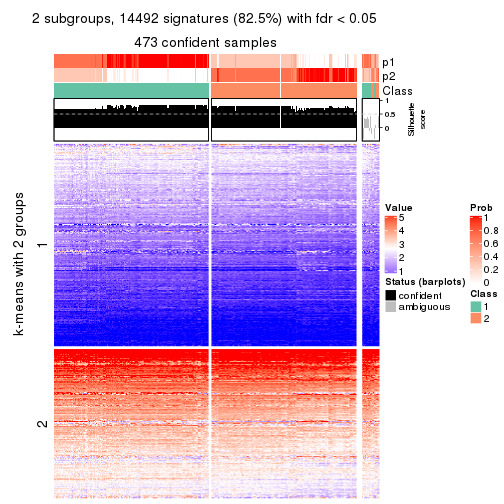 2 subgroups, 14492 signatures (82.5%) with fdr < 0.05
473 confident samples
p1
p2
Class
1
0.5
0
Silhouette
score
k-means with 2 groups
1
2
Value
5
4
3
2
1
Status (barplots)
confident
ambiguous
Prob
1
0.8
0.6
0.4
0.2
0
Class
1
2